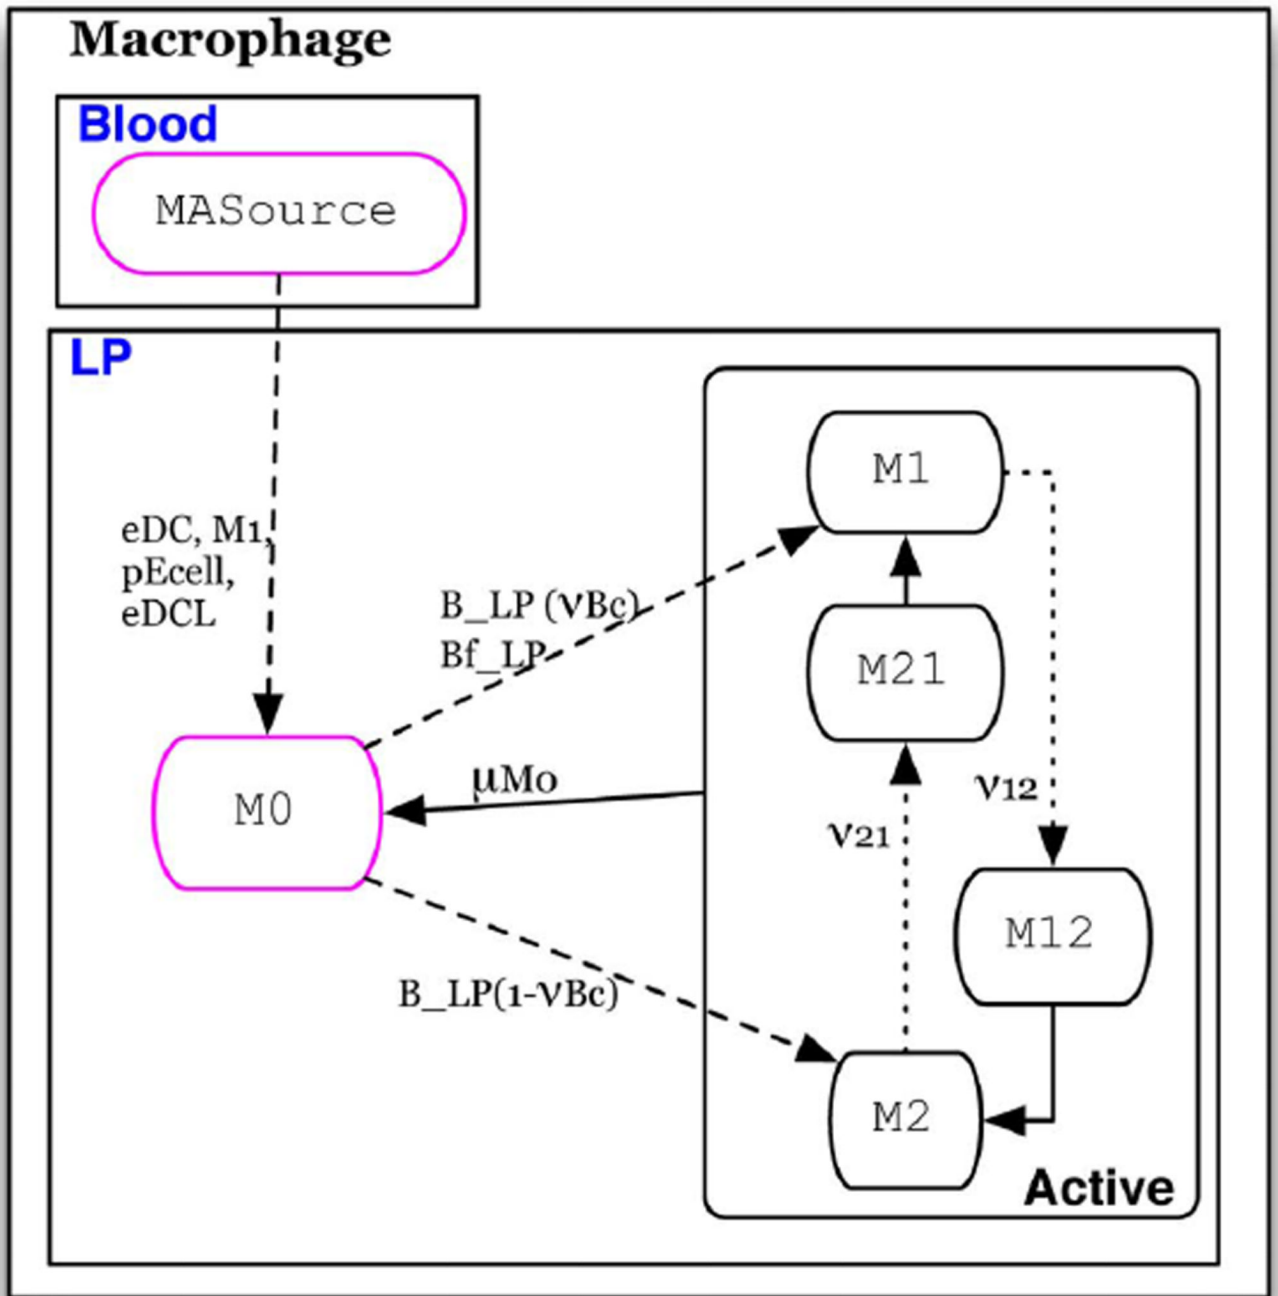 Macrophage
Blood
MASource
LP
eDC, M1,
pEcell,
eDCL
B_LP (νBc)
Bf_LP
M1
M21
μMo
M0
ν12
ν21
M12
B_LP(1-νBc)
M2
Active